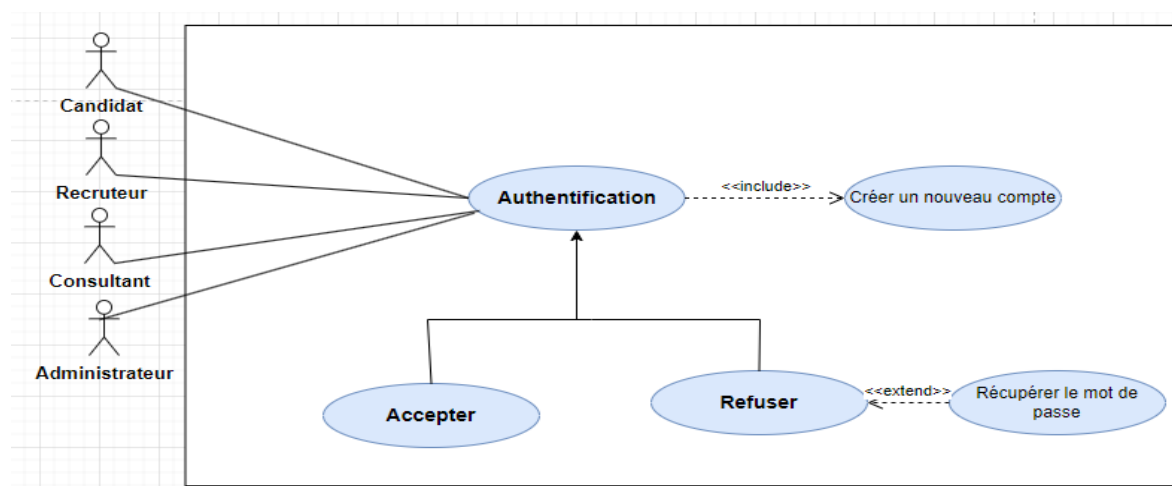 Candidat
Recruteur
Consultant
Administrateur
Authentification
<<include>>
Créer un nouveau compte
Accepter
Refuser
<<extend>>
Récupérer le mot de
passe